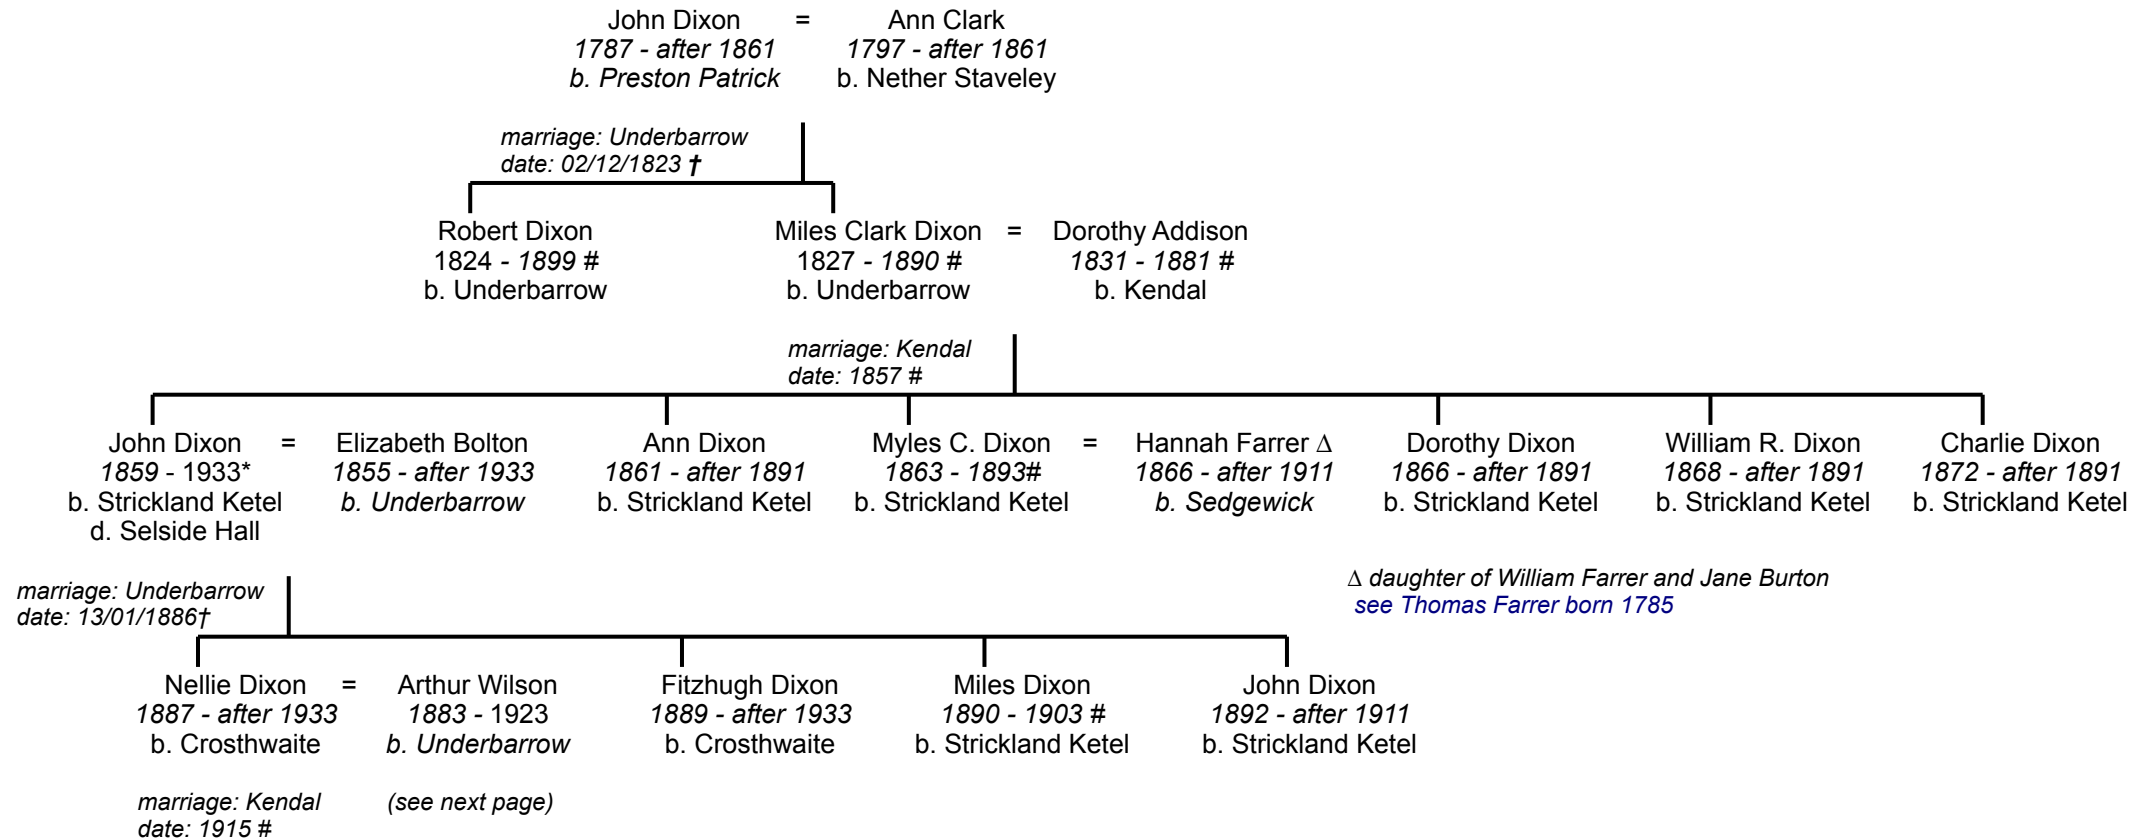 John Dixon = Ann Clark
1787 - after 1861 1797 - after 1861
b. Preston Patrick b. Nether Staveley
marriage: Underbarrow
date: 02/12/1823 †
Robert Dixon Miles Clark Dixon = Dorothy Addison
1824 - 1899 # 1827 - 1890 # 1831 - 1881 #
b. Underbarrow b. Underbarrow b. Kendal
marriage: Kendal
date: 1857 #
John Dixon = Elizabeth Bolton Ann Dixon Myles C. Dixon = Hannah Farrer Δ Dorothy Dixon William R. Dixon Charlie Dixon
1859 - 1933* 1855 - after 1933 1861 - after 1891 1863 - 1893# 1866 - after 1911 1866 - after 1891 1868 - after 1891 1872 - after 1891
b. Strickland Ketel b. Underbarrow b. Strickland Ketel b. Strickland Ketel b. Sedgewick b. Strickland Ketel b. Strickland Ketel b. Strickland Ketel
d. Selside Hall
Δ daughter of William Farrer and Jane Burton
see Thomas Farrer born 1785
marriage: Underbarrow
date: 13/01/1886†
Nellie Dixon = Arthur Wilson Fitzhugh Dixon Miles Dixon John Dixon
1887 - after 1933 1883 - 1923 1889 - after 1933 1890 - 1903 # 1892 - after 1911
b. Crosthwaite b. Underbarrow b. Crosthwaite b. Strickland Ketel b. Strickland Ketel
marriage: Kendal (see next page)
date: 1915 #